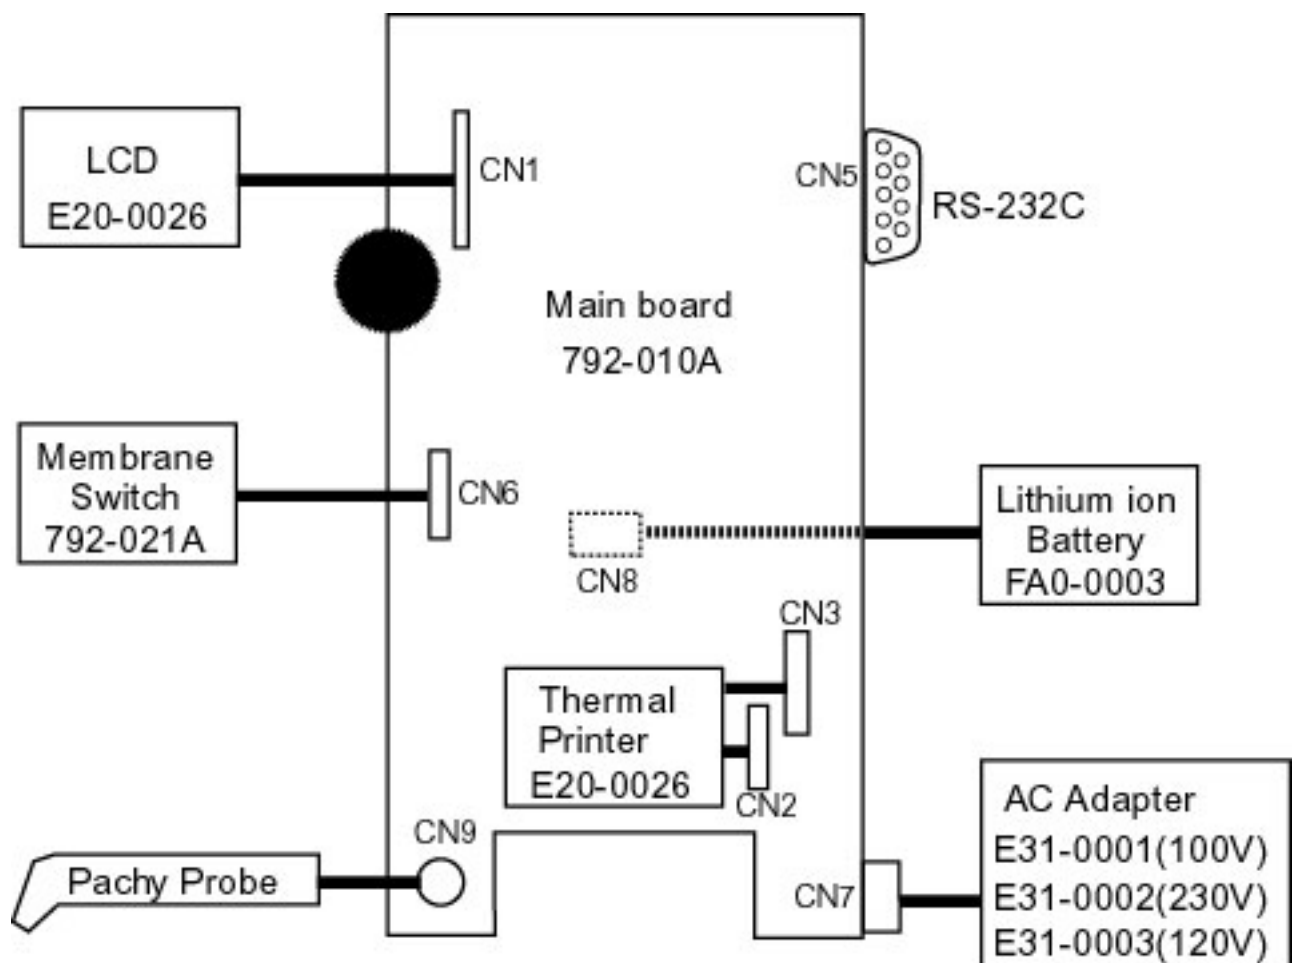 LCD
E20-0026
CN1
CN5
RS-232C
Main board
792-010A
Membrane
Switch
792-021A
CN6
CN8
Lithium ion
Battery
FA0-0003
CN3
Thermal
Printer
E20-0026
CN2
CN9
Pachy Probe
CN7
AC Adapter
E31-0001(100V)
E31-0002(230V)
E31-0003(120V)